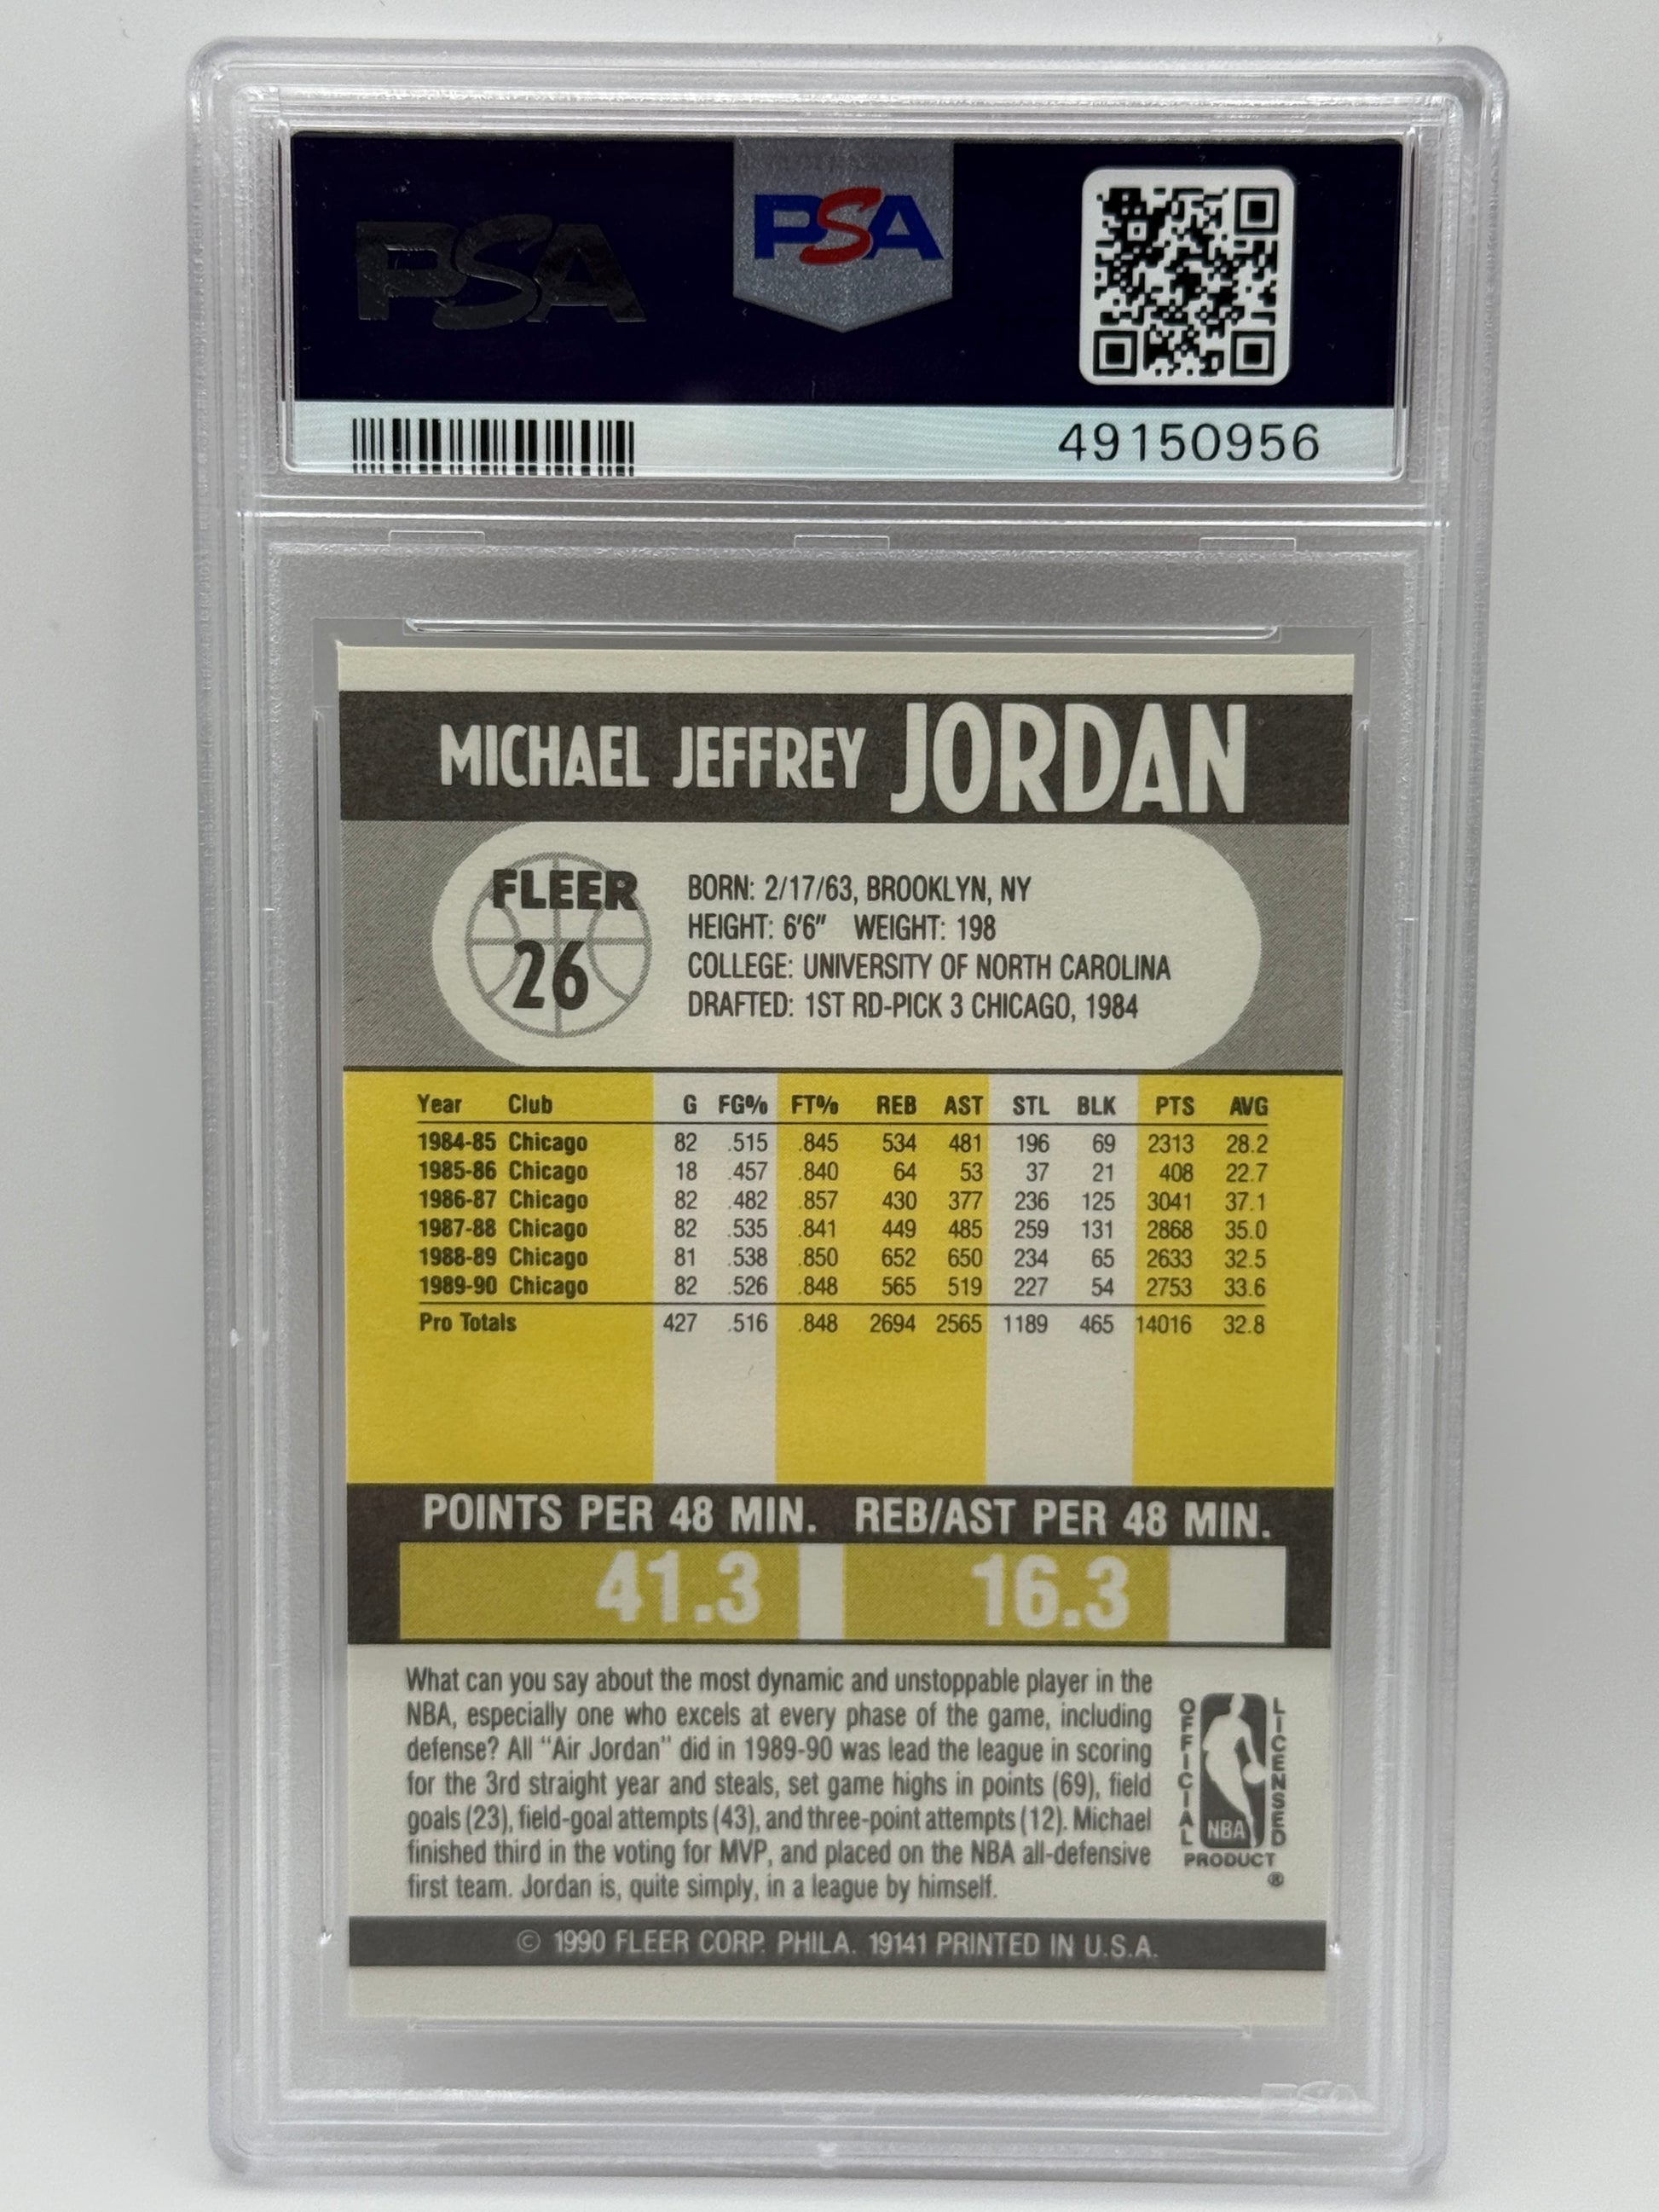 PSA PSA
49150956
MICHAEL JEFFREY JORDAN
FLEER
26
BORN: 2/17/63, BROOKLYN, NY
HEIGHT: 6'6" WEIGHT: 198
COLLEGE: UNIVERSITY OF NORTH CAROLINA
DRAFTED: 1ST RD-PICK 3 CHICAGO, 1984
Year Club G FG% FT% REB AST STL BLK PTS AVG
1984-85 Chicago 82 .515 .845 534 481 196 69 2313 28.2
1985-86 Chicago 18 .457 .840 64 53 37 21 408 22.7
1986-87 Chicago 82 .482 .857 430 377 236 125 3041 37.1
1987-88 Chicago 82 .535 .841 449 485 259 131 2868 35.0
1988-89 Chicago 81 .538 .850 652 650 234 65 2633 32.5
1989-90 Chicago 82 .526 .848 565 519 227 54 2753 33.6
Pro Totals 427 .516 .848 2694 2565 1189 465 14016 32.8
POINTS PER 48 MIN. REB/AST PER 48 MIN.
41.3 16.3
What can you say about the most dynamic and unstoppable player in the
NBA, especially one who excels at every phase of the game, including
defense? All "Air Jordan" did in 1989-90 was lead the league in scoring
for the 3rd straight year and steals, set game highs in points (69), field
goals (23), field-goal attempts (43), and three-point attempts (12). Michael
finished third in the voting for MVP, and placed on the NBA all-defensive
first team. Jordan is, quite simply, in a league by himself.
OFFICIAL LICENSED
NBA
PRODUCT
®
© 1990 FLEER CORP. PHILA. 19141 PRINTED IN U.S.A.
PSA